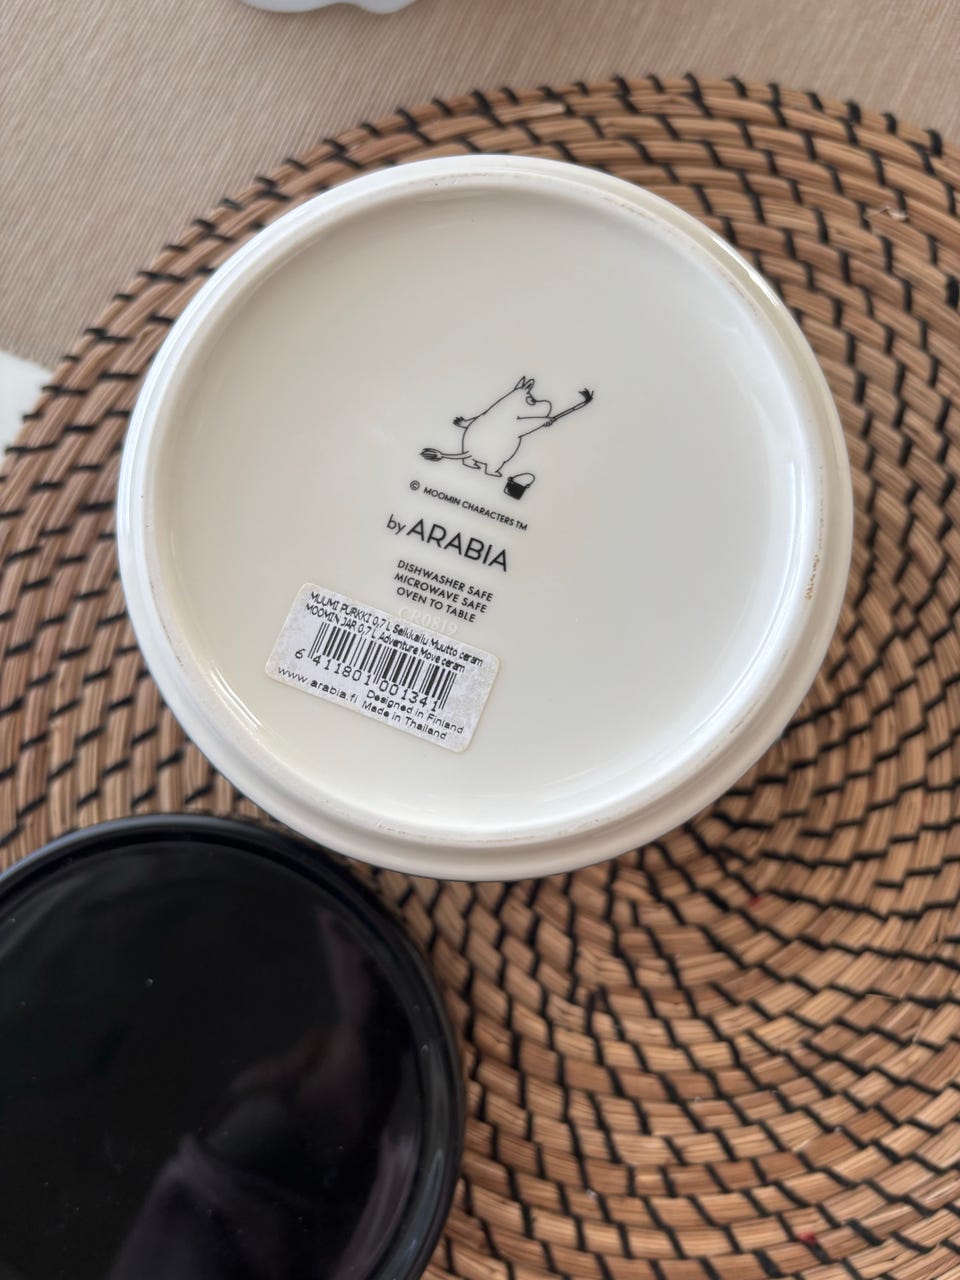 © MOOMIN CHARACTERS™
by ARABIA
DISHWASHER SAFE
MICROWAVE SAFE
OVEN TO TABLE
CR0819
MUUMI PURKKI 0,7 L Seikkailu Muutto ceram
MOOMIN JAR 0,7 L Adventure Move ceram
6 411801 001341
www.arabia.fi Designed in Finland
Made in Thailand